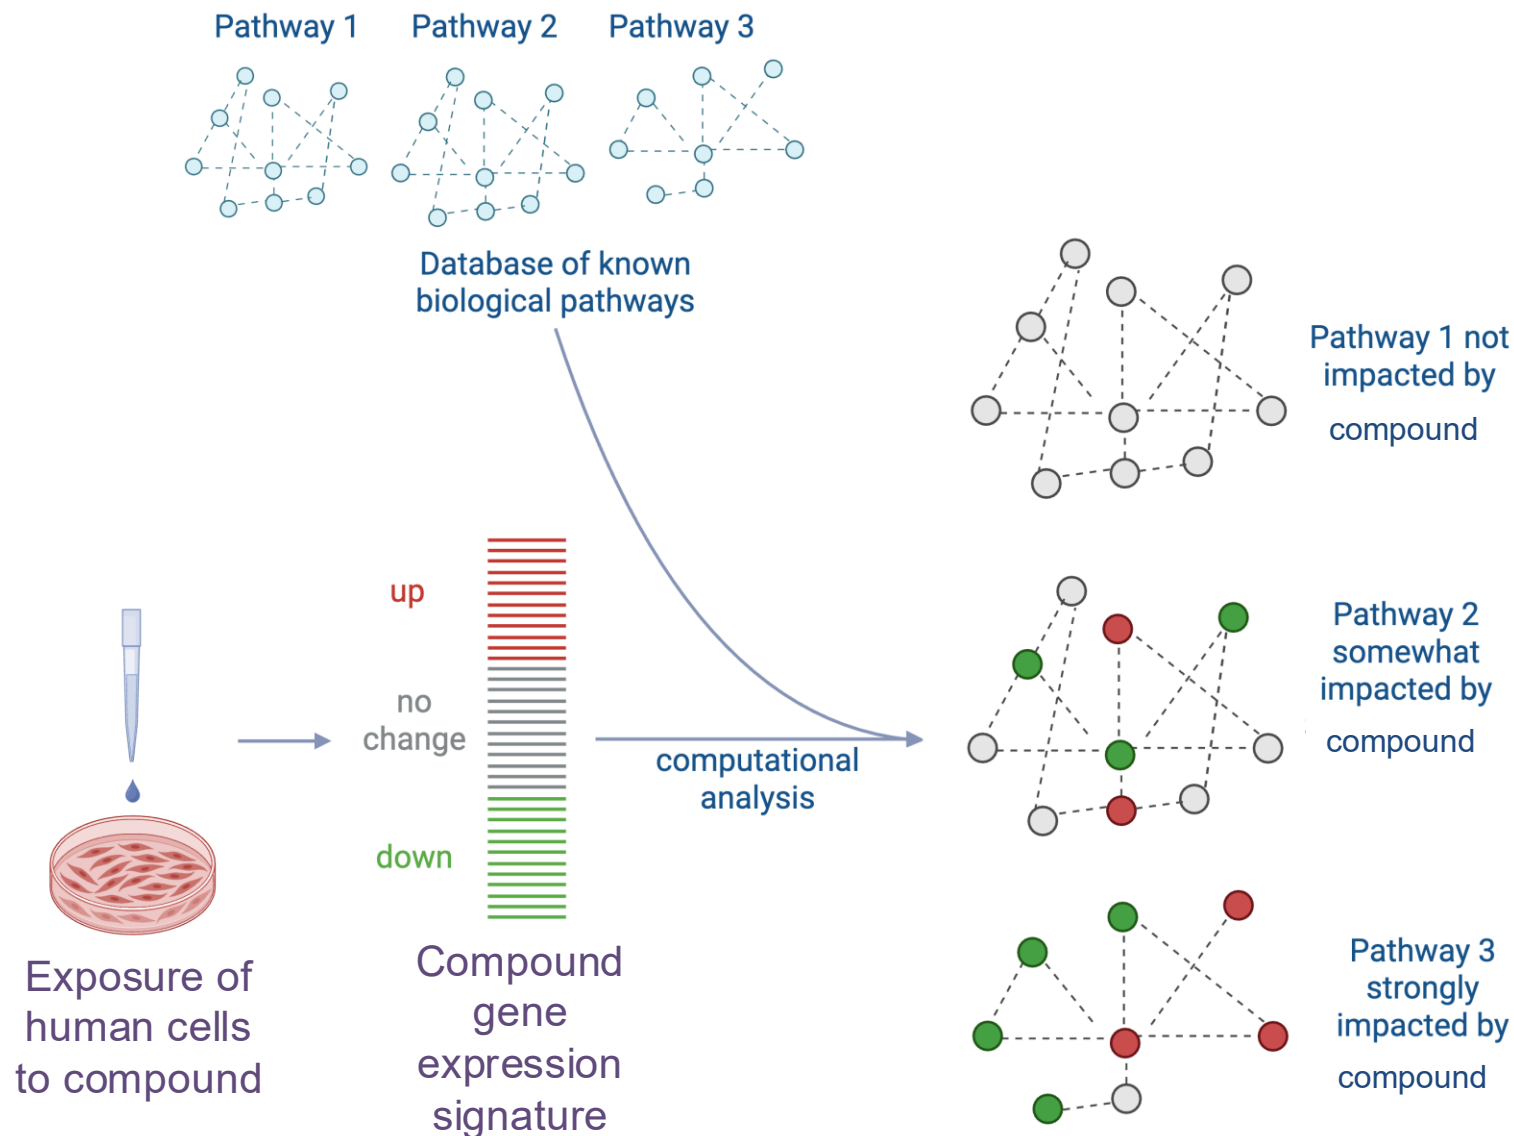 Pathway 1
Pathway 2
Pathway 3
Database of known
biological pathways
Pathway 1 not
impacted by
compound
up
no
change
down
computational
analysis
Pathway 2
somewhat
impacted by
compound
Exposure of
human cells
to compound
Compound
gene
expression
signature
Pathway 3
strongly
impacted by
compound